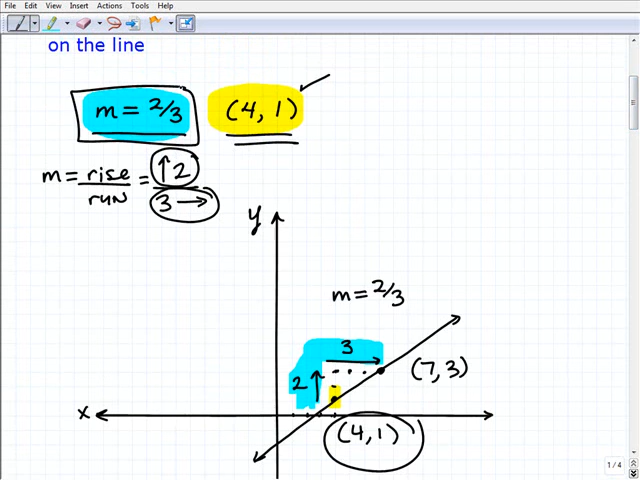 File Edit View Insert Actions Tools Help
on the line
m = 2/3 (4, 1)
m = rise/run = ↑2/3 →
y
m = 2/3
3
2
(7, 3)
x
(4, 1)
1/4